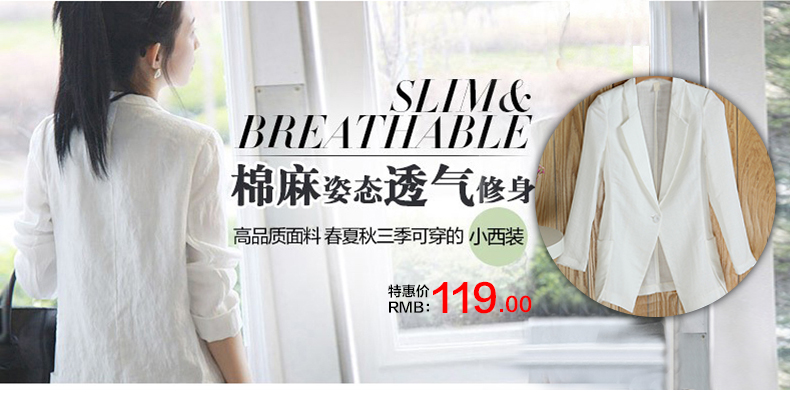 SLIM&
BREATHABLE
棉麻姿态透气修身
高品质面料 春夏秋三季可穿的 小西装
特惠价
RMB: 119.00